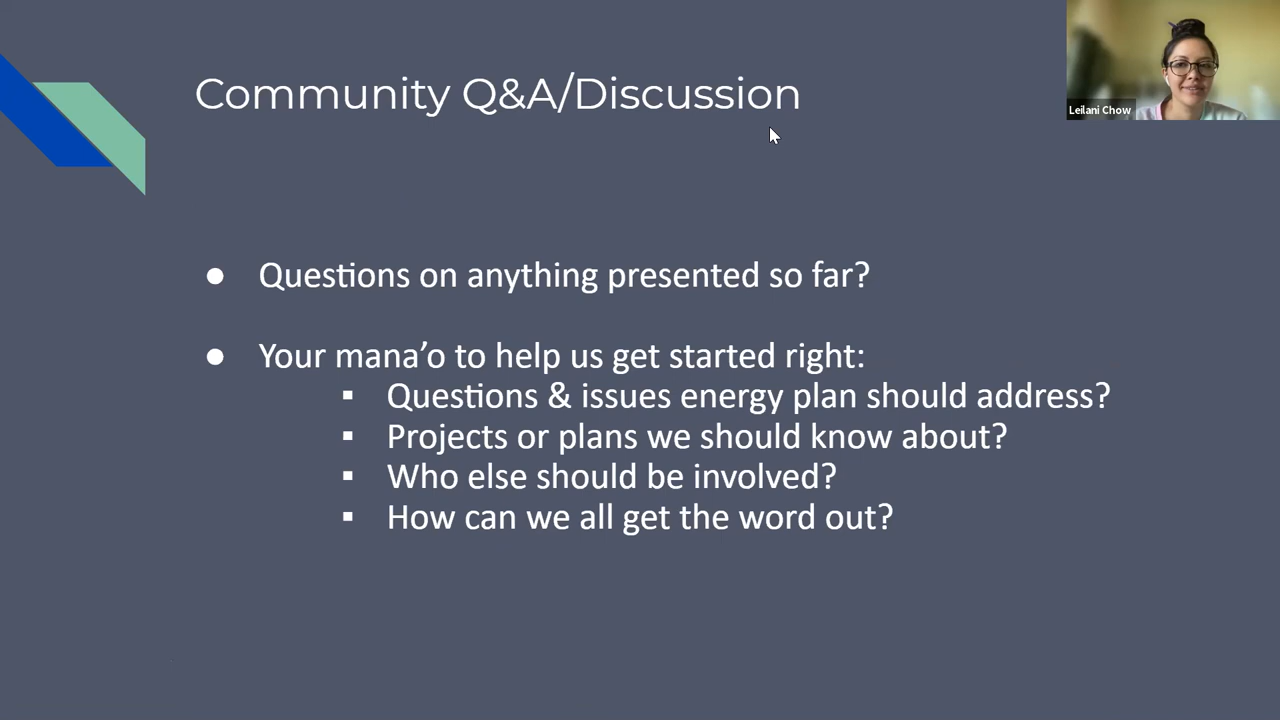 Community Q&A/Discussion
Leilani Chow
● Questions on anything presented so far?
● Your mana’o to help us get started right:
▪ Questions & issues energy plan should address?
▪ Projects or plans we should know about?
▪ Who else should be involved?
▪ How can we all get the word out?